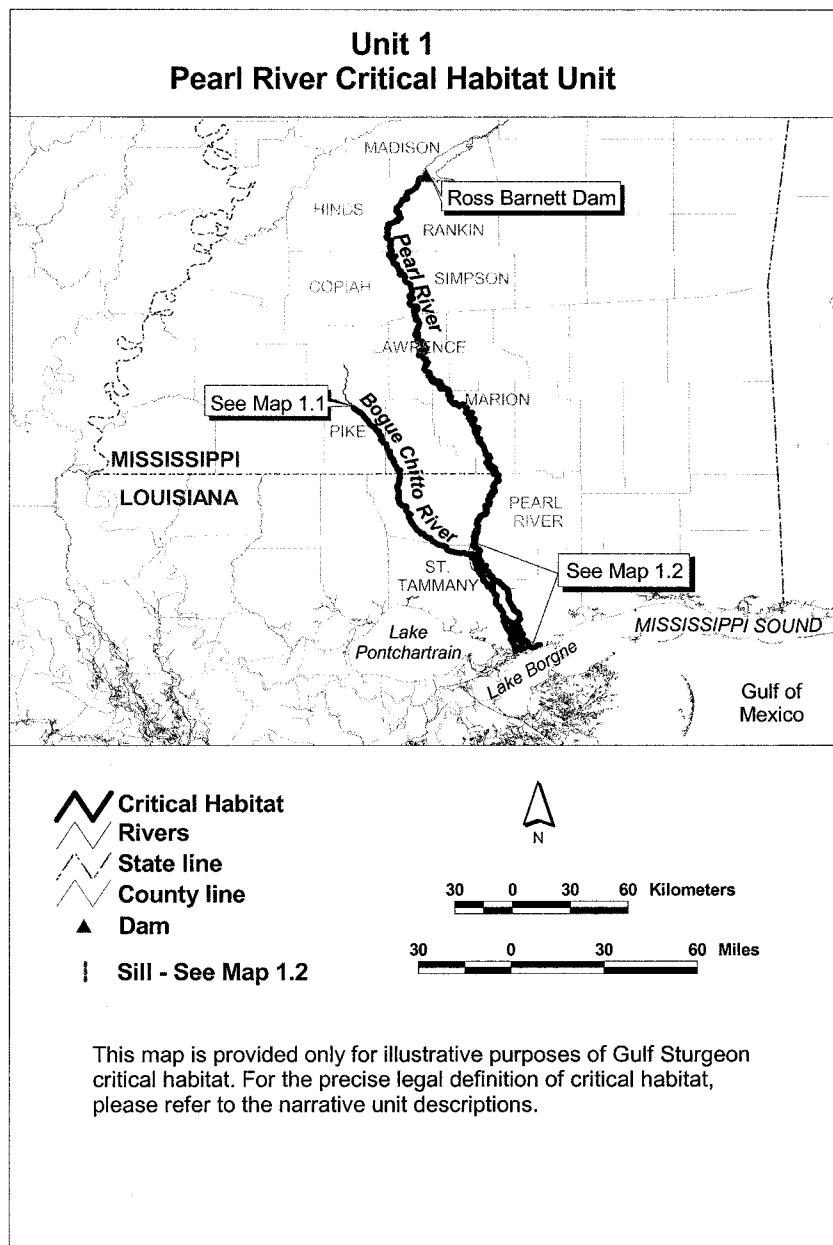 Unit 1
Pearl River Critical Habitat Unit
MADISON
Ross Barnett Dam
HINDS
RANKIN
Pearl River
COPIAH
SIMPSON
LAWRENCE
See Map 1.1
MARION
PIKE
Bogue Chitto River
MISSISSIPPI
LOUISIANA
PEARL
RIVER
ST.
TAMMANY
See Map 1.2
Lake
Pontchartrain
MISSISSIPPI SOUND
Lake Borgne
Gulf of
Mexico
Critical Habitat
Rivers
State line
County line
Dam
Sill - See Map 1.2
N
30 0 30 60 Kilometers
30 0 30 60 Miles
This map is provided only for illustrative purposes of Gulf Sturgeon
critical habitat. For the precise legal definition of critical habitat,
please refer to the narrative unit descriptions.